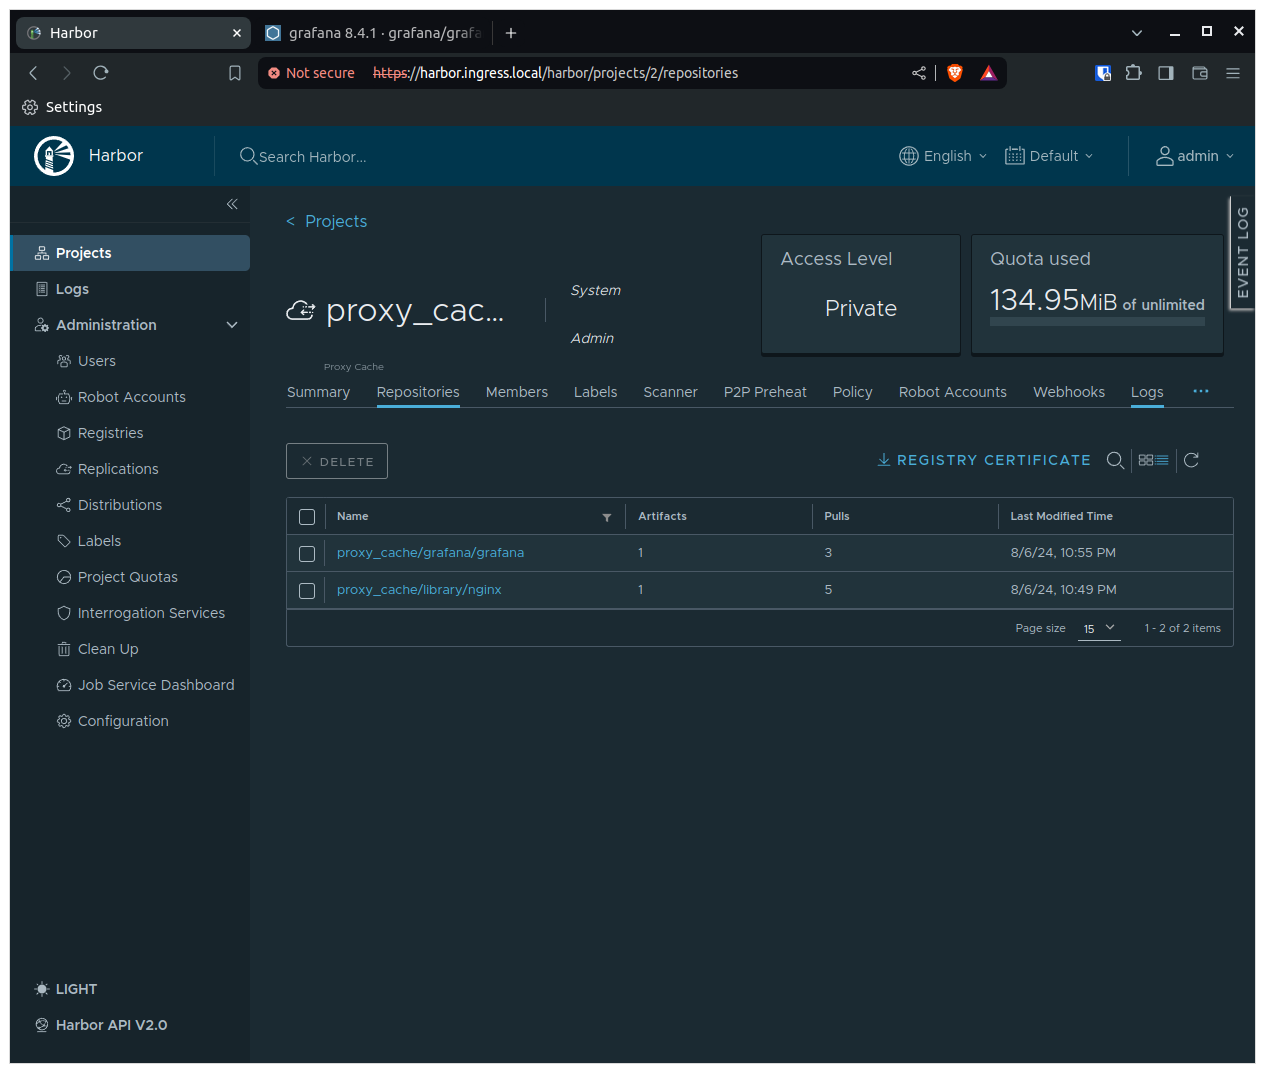 Harbor
grafana 8.4.1 · grafana/grafa
Not secure https://harbor.ingress.local/harbor/projects/2/repositories
Settings
Harbor
Search Harbor...
English
Default
admin
EVENT LOG
Projects
Logs
Administration
Users
Robot Accounts
Registries
Replications
Distributions
Labels
Project Quotas
Interrogation Services
Clean Up
Job Service Dashboard
Configuration
LIGHT
Harbor API V2.0
< Projects
proxy_cac...
Proxy Cache
System
Admin
Access Level
Private
Quota used
134.95MiB of unlimited
Summary Repositories Members Labels Scanner P2P Preheat Policy Robot Accounts Webhooks Logs ...
DELETE
REGISTRY CERTIFICATE
Name Artifacts Pulls Last Modified Time
proxy_cache/grafana/grafana 1 3 8/6/24, 10:55 PM
proxy_cache/library/nginx 1 5 8/6/24, 10:49 PM
Page size 15 1 - 2 of 2 items